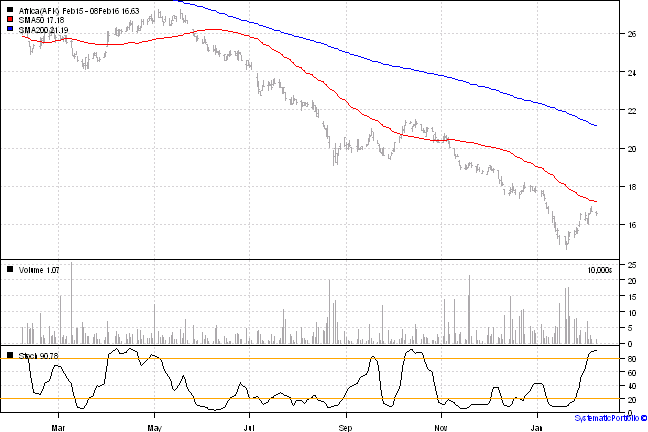 Africa(AFK) Feb15 - 08Feb16 16.63
SMA50 17.18
SMA200 21.19
26
24
22
20
18
16
Volume 1.07
10,000s
25
20
15
10
5
0
Stoch 90.78
80
60
40
20
0
Mar
May
Jul
Sep
Nov
Jan
SystematicPortfolio ©